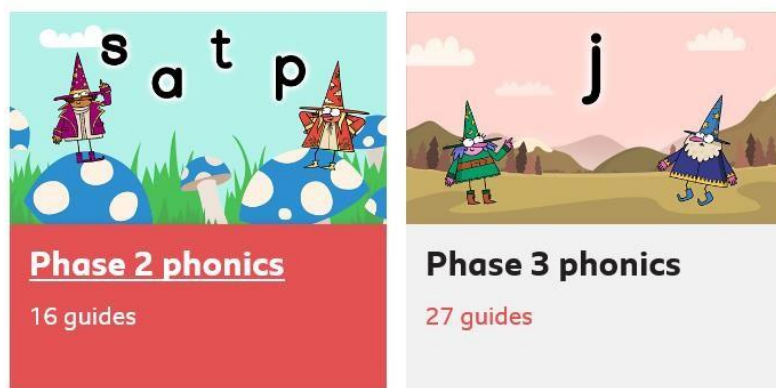 s a t p
Phase 2 phonics
16 guides
j
Phase 3 phonics
27 guides